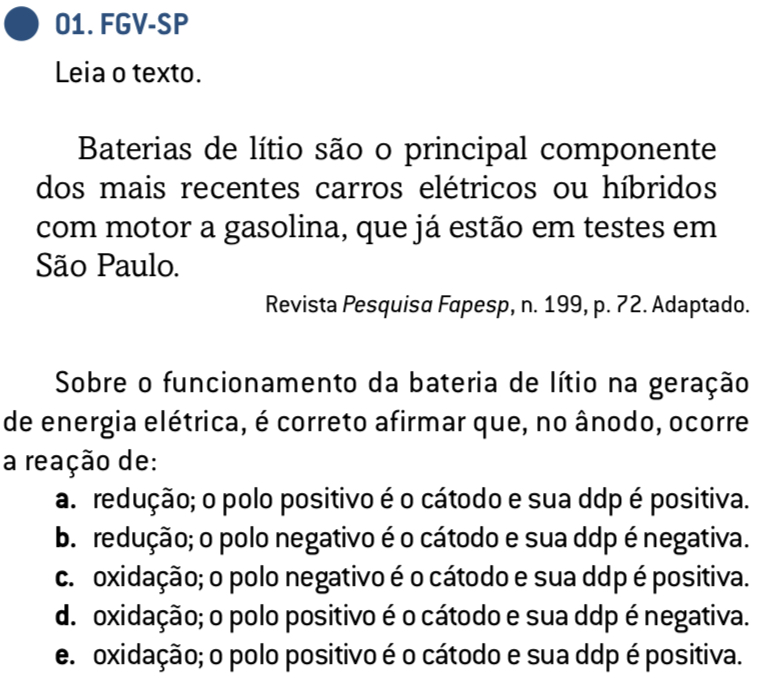 01. FGV-SP
Leia o texto.
Baterias de lítio são o principal componente
dos mais recentes carros elétricos ou híbridos
com motor a gasolina, que já estão em testes em
São Paulo.
Revista Pesquisa Fapesp, n. 199, p. 72. Adaptado.
Sobre o funcionamento da bateria de lítio na geração
de energia elétrica, é correto afirmar que, no ânodo, ocorre
a reação de:
a. redução; o polo positivo é o cátodo e sua ddp é positiva.
b. redução; o polo negativo é o cátodo e sua ddp é negativa.
c. oxidação; o polo negativo é o cátodo e sua ddp é positiva.
d. oxidação; o polo positivo é o cátodo e sua ddp é negativa.
e. oxidação; o polo positivo é o cátodo e sua ddp é positiva.